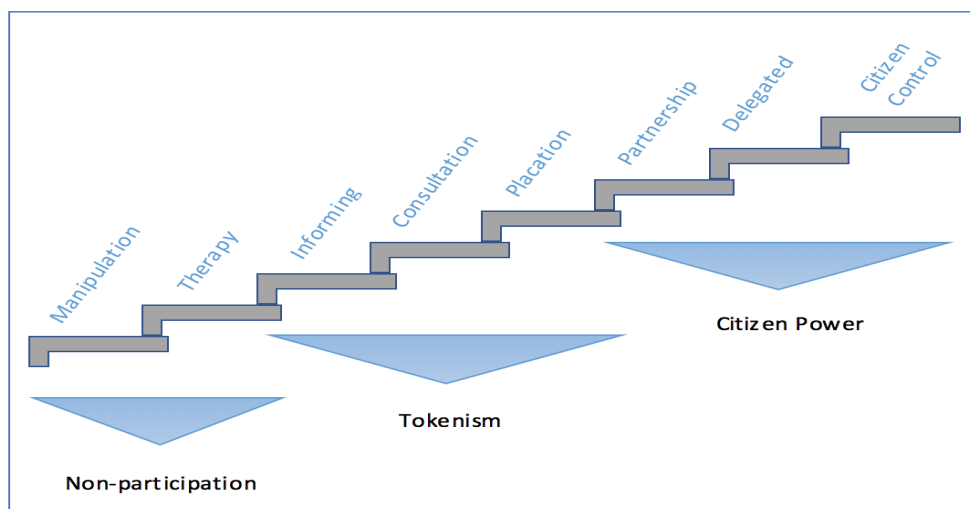 Manipulation
Therapy
Informing
Consultation
Placation
Partnership
Delegated
Citizen
Control
Non-participation
Tokenism
Citizen Power